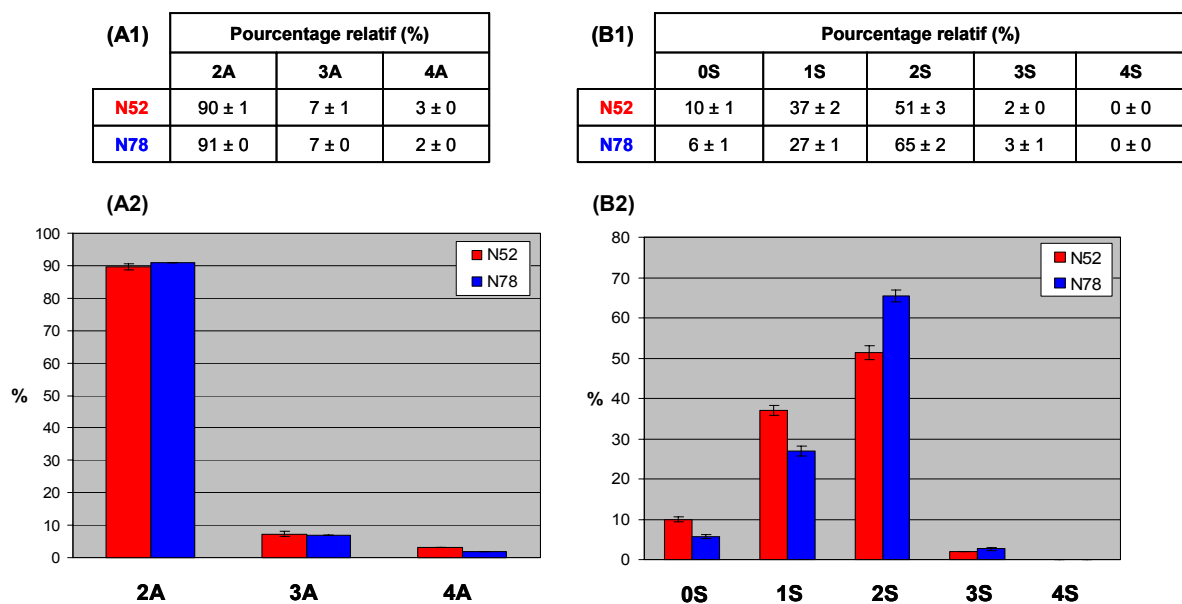 (A1)
Pourcentage relatif (%)
2A 3A 4A
N52 90 ± 1 7 ± 1 3 ± 0
N78 91 ± 0 7 ± 0 2 ± 0
(B1)
Pourcentage relatif (%)
0S 1S 2S 3S 4S
N52 10 ± 1 37 ± 2 51 ± 3 2 ± 0 0 ± 0
N78 6 ± 1 27 ± 1 65 ± 2 3 ± 1 0 ± 0
(A2)
100
90
80
70
60
50
40
30
20
10
0
%
N52
N78
2A 3A 4A
(B2)
80
70
60
50
40
30
20
10
0
%
N52
N78
0S 1S 2S 3S 4S